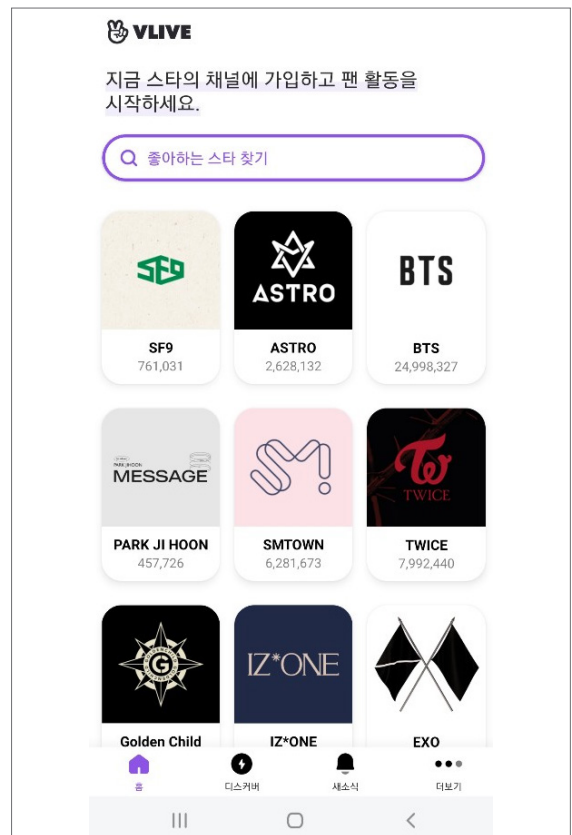 VLIVE
지금 스타의 채널에 가입하고 팬 활동을
시작하세요.
좋아하는 스타 찾기
SF9
ASTRO
BTS
SF9
ASTRO
BTS
761,031
2,628,132
24,998,327
PARK JI HOON
MESSAGE
SM!
TWICE
PARK JI HOON
SMTOWN
TWICE
457,726
6,281,673
7,992,440
G
IZ*ONE
Golden Child
IZ*ONE
EXO
홈
디스커버
새소식
더보기